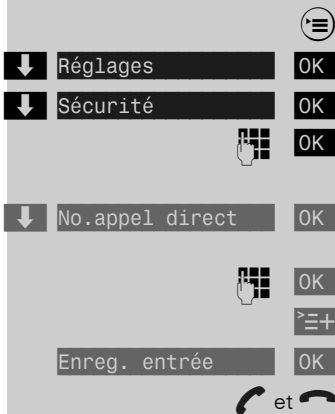 Réglages OK
Sécurité OK
OK
No.appel direct OK
OK
Enreg. entrée OK
et